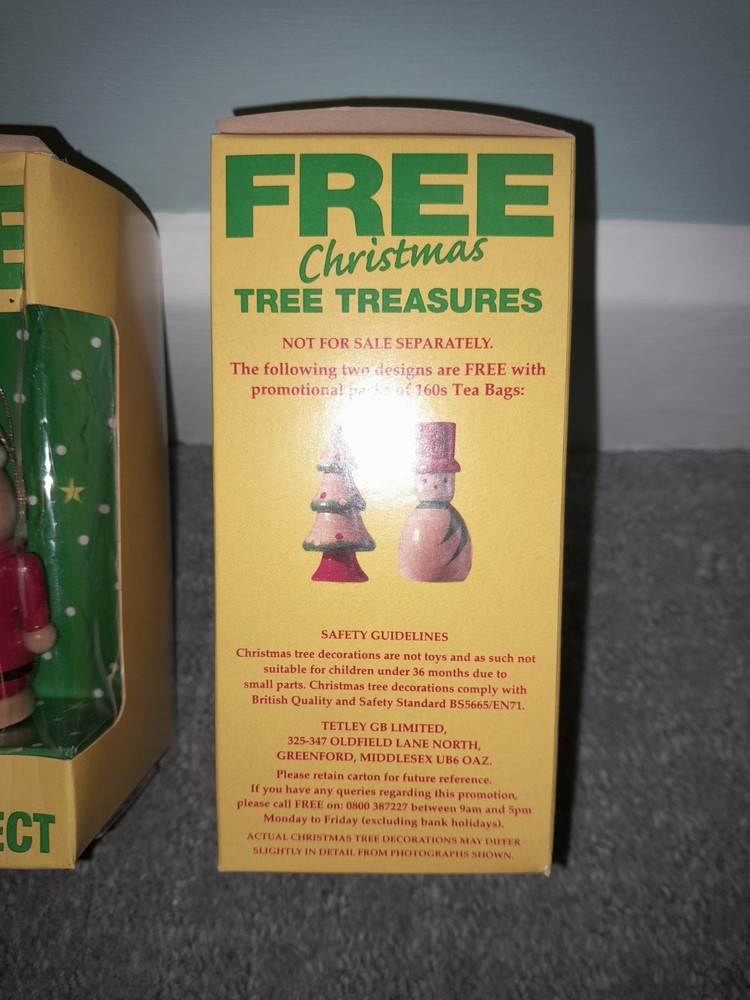 FREE
Christmas
TREE TREASURES
NOT FOR SALE SEPARATELY.
The following two designs are FREE with
promotional packs of 160s Tea Bags:
SAFETY GUIDELINES
Christmas tree decorations are not toys and as such not
suitable for children under 36 months due to
small parts. Christmas tree decorations comply with
British Quality and Safety Standard BS5665/EN71.
TETLEY GB LIMITED,
325-347 OLDFIELD LANE NORTH,
GREENFORD, MIDDLESEX UB6 OAZ.
Please retain carton for future reference.
If you have any queries regarding this promotion,
please call FREE on: 0800 387227 between 9am and 5pm
Monday to Friday (excluding bank holidays).
ACTUAL CHRISTMAS TREE DECORATIONS MAY DIFFER
SLIGHTLY IN DETAIL FROM PHOTOGRAPHS SHOWN.
E
ECT